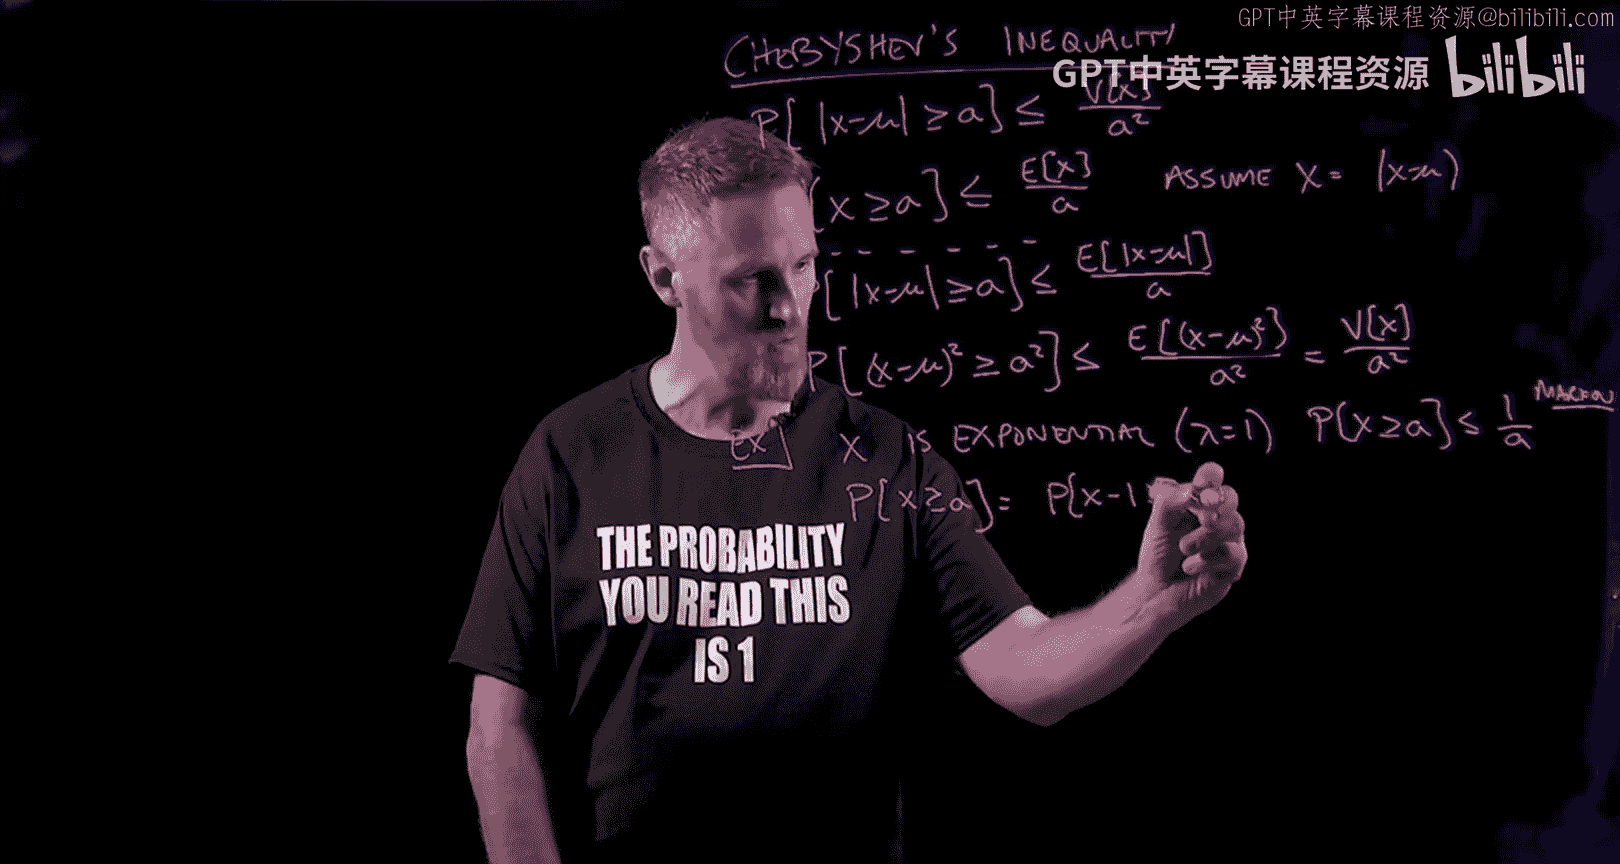 GPT中英字幕课程资源@bilibili.com
CHEBYSHEV'S INEQUALITY
GPT中英字幕课程资源 bilibili
P[ |x-μ| ≥ a ] ≤ V[x] / a²
x ≥ a ] ≤ E[x] / a ASSUME X = |x-μ|
[ |x-μ| ≥ a ] ≤ E[|x-μ|] / a
P[ (x-μ)² ≥ a² ] ≤ E[(x-μ)²] / a² = V[x] / a²
MARKOV
EX X IS EXPONENTIAL (λ=1) P[x ≥ a] ≤ 1 / a
P[x ≥ a] = P[x-1
THE PROBABILITY
YOU READ THIS
IS 1